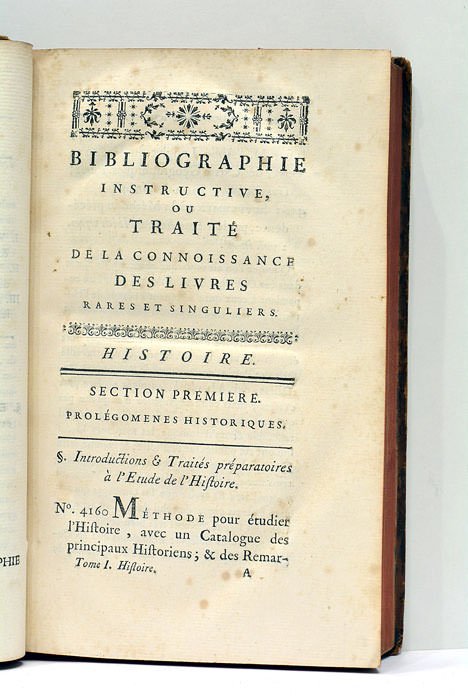 BIBLIOGRAPHIE
INSTRUCTIVE,
OU
TRAITÉ
DE LA CONNOISSANCE
DES LIVRES
RARES ET SINGULIERS.
HISTOIRE.
SECTION PREMIERE.
PROLÉGOMENES HISTORIQUES.
§. Introductions & Traités préparatoires
à l'Etude de l'Histoire.
N°. 4160 MÉTHODE pour étudier
l'Histoire, avec un Catalogue des
principaux Historiens; & des Remar-
Tome I. Histoire. A
PHIE